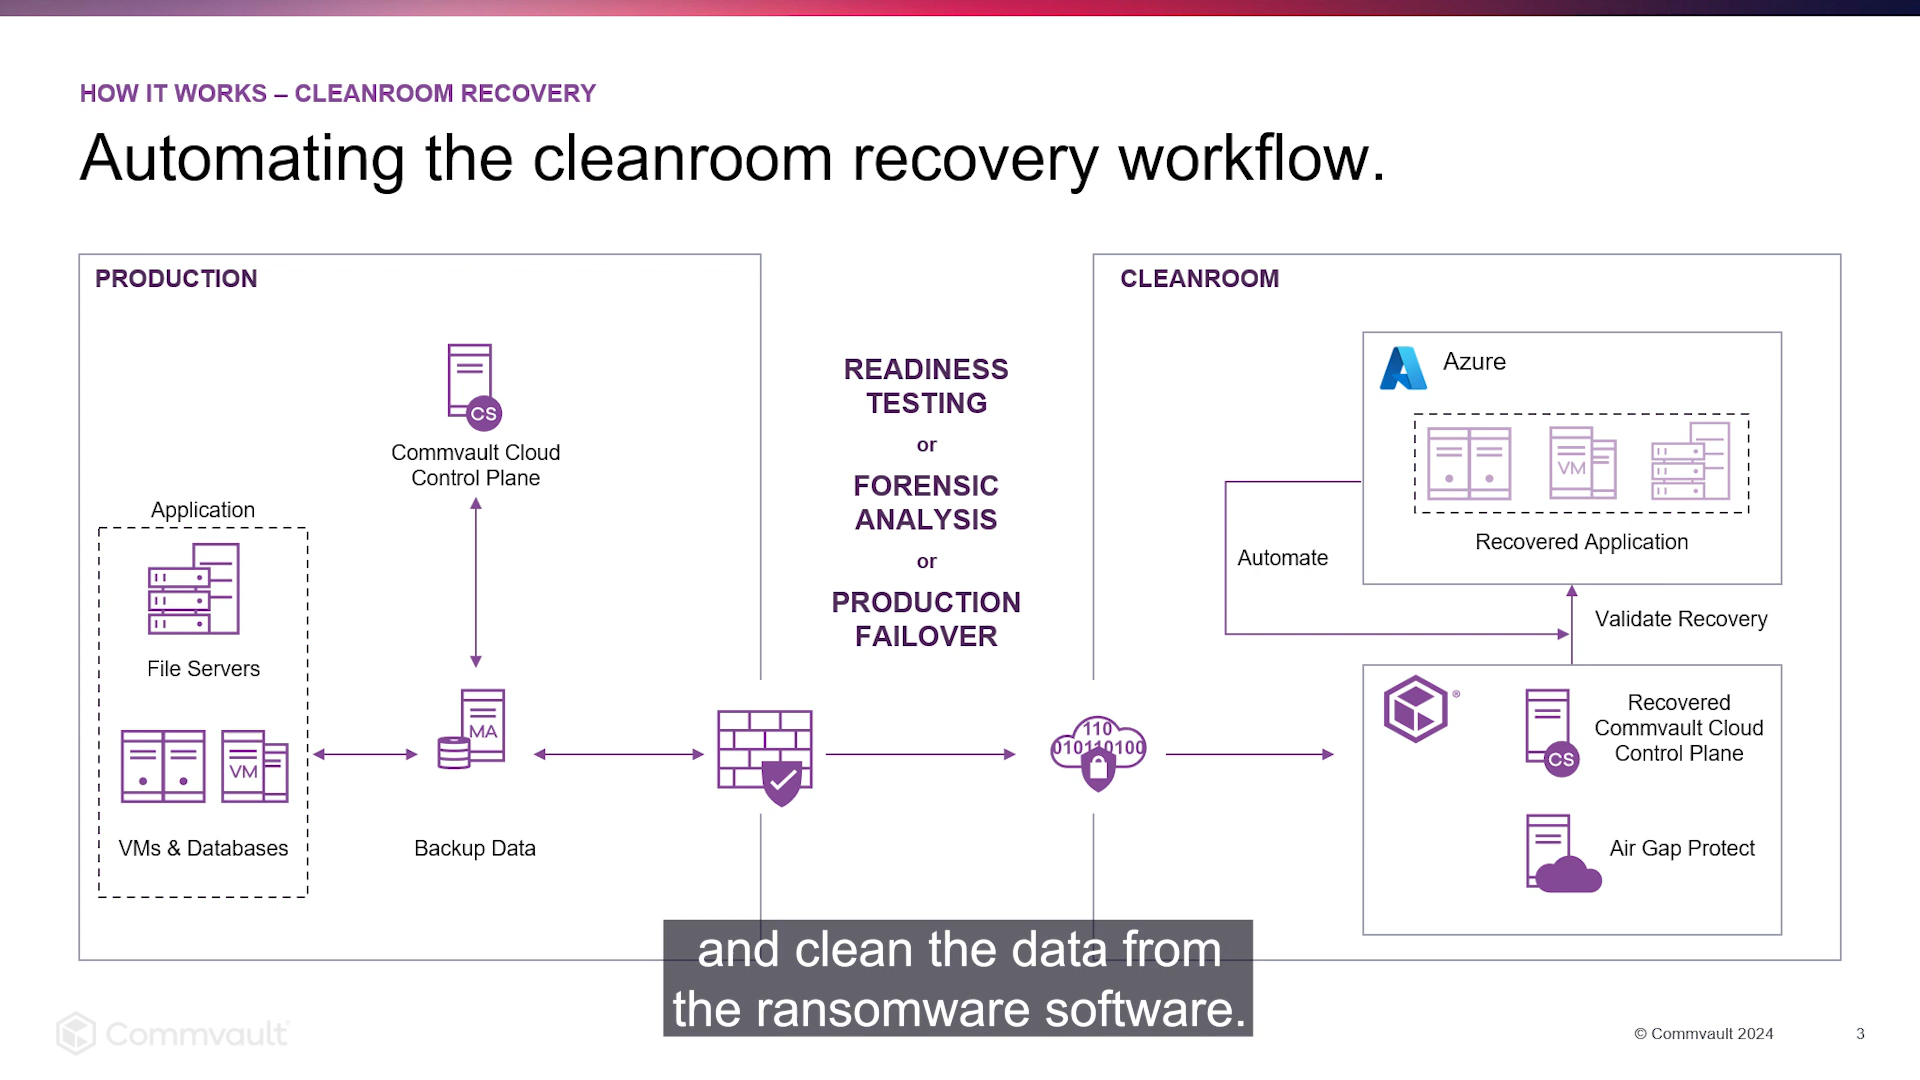 HOW IT WORKS – CLEANROOM RECOVERY
Automating the cleanroom recovery workflow.
PRODUCTION
CS
Commvault Cloud
Control Plane
Application
File Servers
VM
VMs & Databases
MA
Backup Data
READINESS
TESTING
or
FORENSIC
ANALYSIS
or
PRODUCTION
FAILOVER
110
010110100
CLEANROOM
Azure
VM
Recovered Application
Automate
Validate Recovery
®
CS
Recovered
Commvault Cloud
Control Plane
Air Gap Protect
and clean the data from
the ransomware software.
Commvault
© Commvault 2024
3